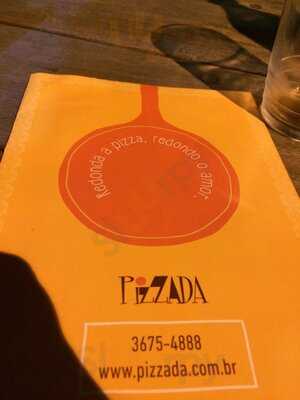 Redonda a pizza, redondo o amor.
PIZZADA
3675-4888
www.pizzada.com.br